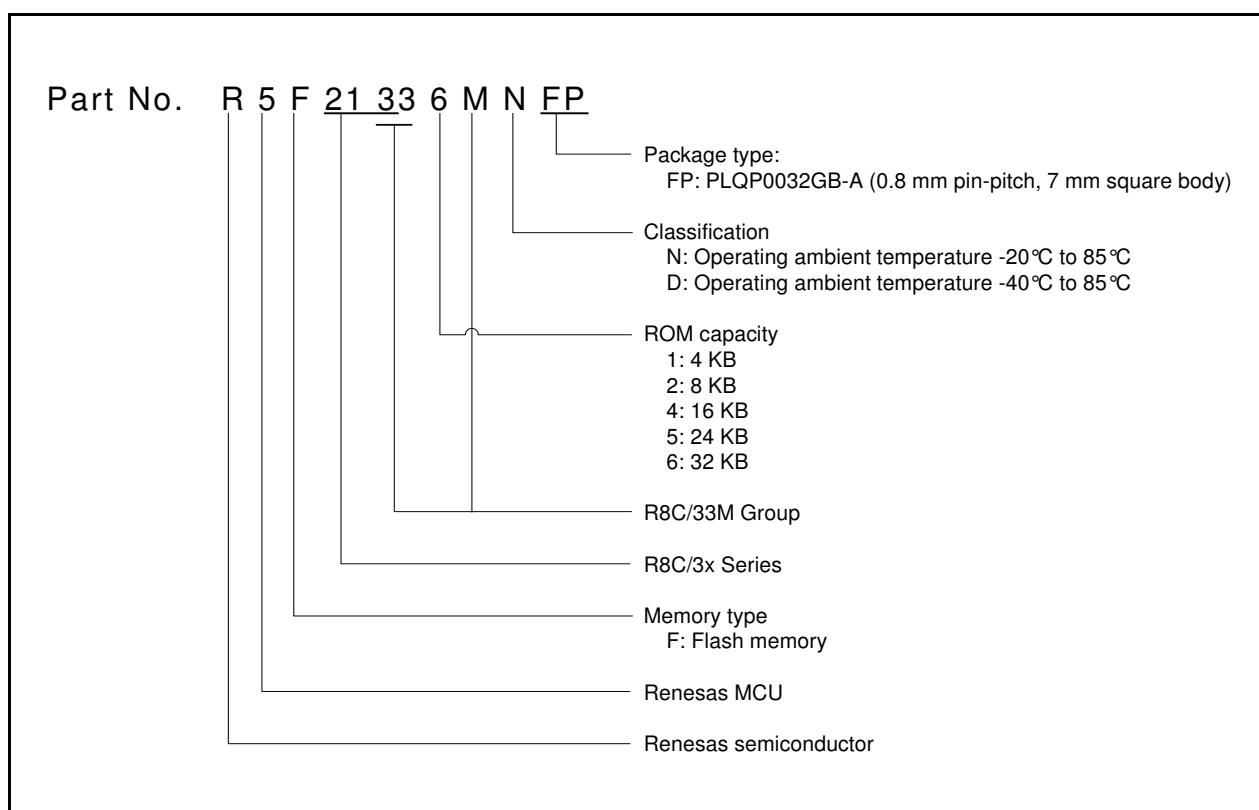 Part No. R 5 F 21 33 6 M N FP
Package type:
FP: PLQP0032GB-A (0.8 mm pin-pitch, 7 mm square body)
Classification
N: Operating ambient temperature -20°C to 85°C
D: Operating ambient temperature -40°C to 85°C
ROM capacity
1: 4 KB
2: 8 KB
4: 16 KB
5: 24 KB
6: 32 KB
R8C/33M Group
R8C/3x Series
Memory type
F: Flash memory
Renesas MCU
Renesas semiconductor